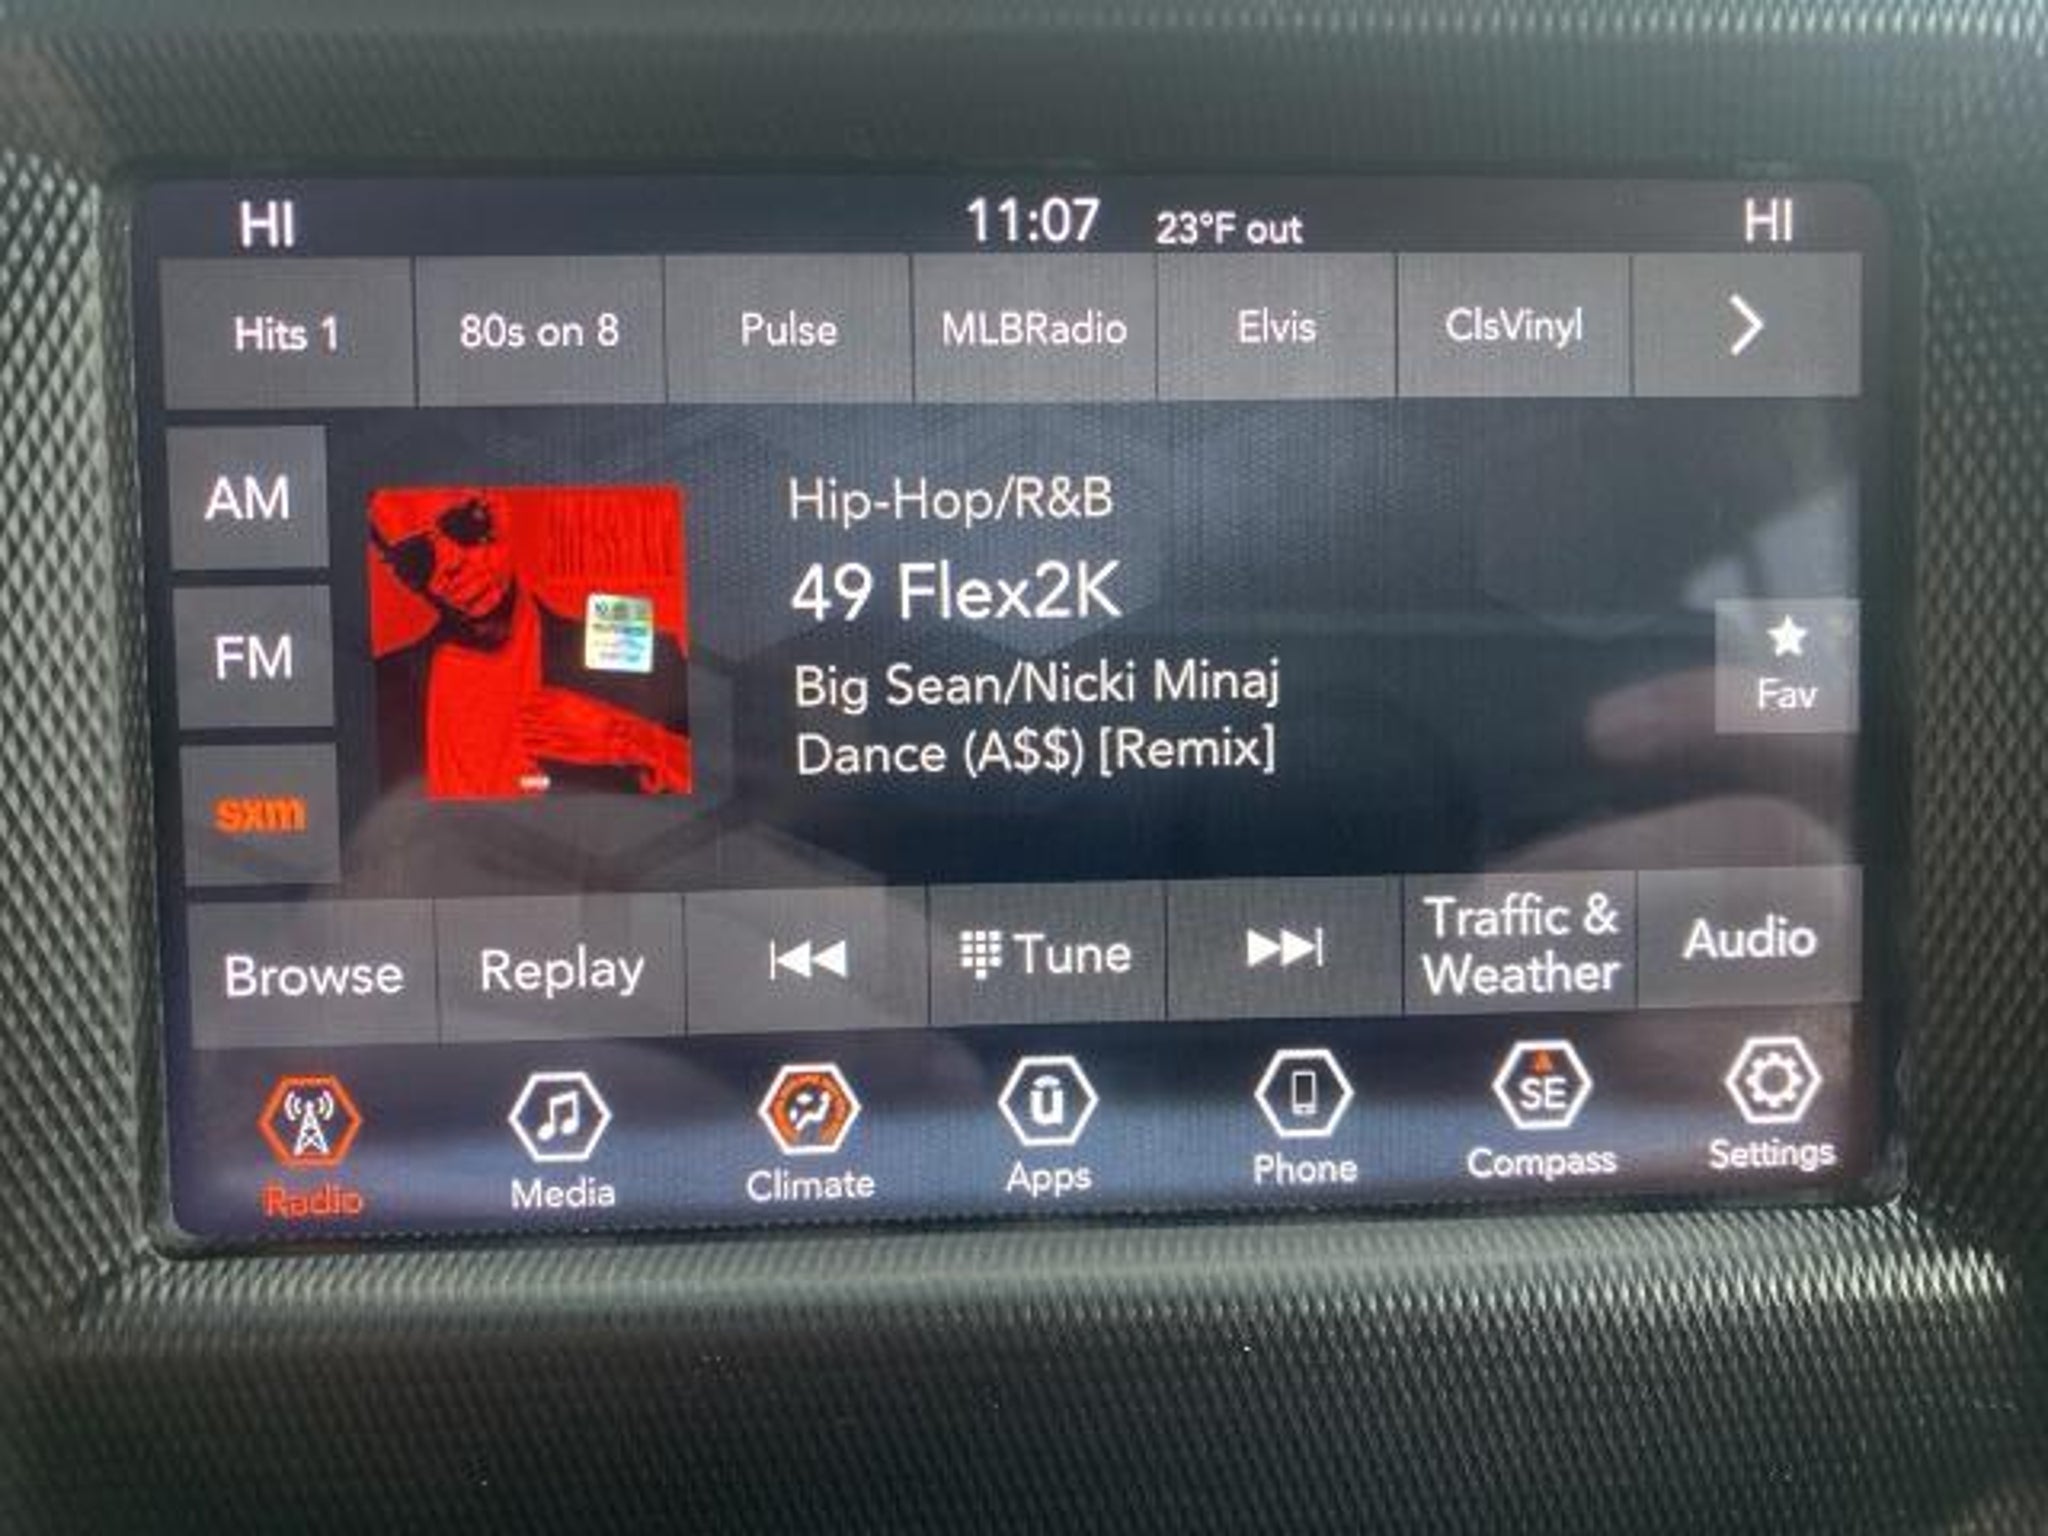 HI 11:07 23°F out HI
Hits 1 80s on 8 Pulse MLBRadio Elvis ClsVinyl
AM
FM
sxm
Hip-Hop/R&B
49 Flex2K
Big Sean/Nicki Minaj
Dance (A$$) [Remix]
Fav
Browse Replay Tune Traffic & Weather Audio
Radio Media Climate Apps Phone SE Compass Settings